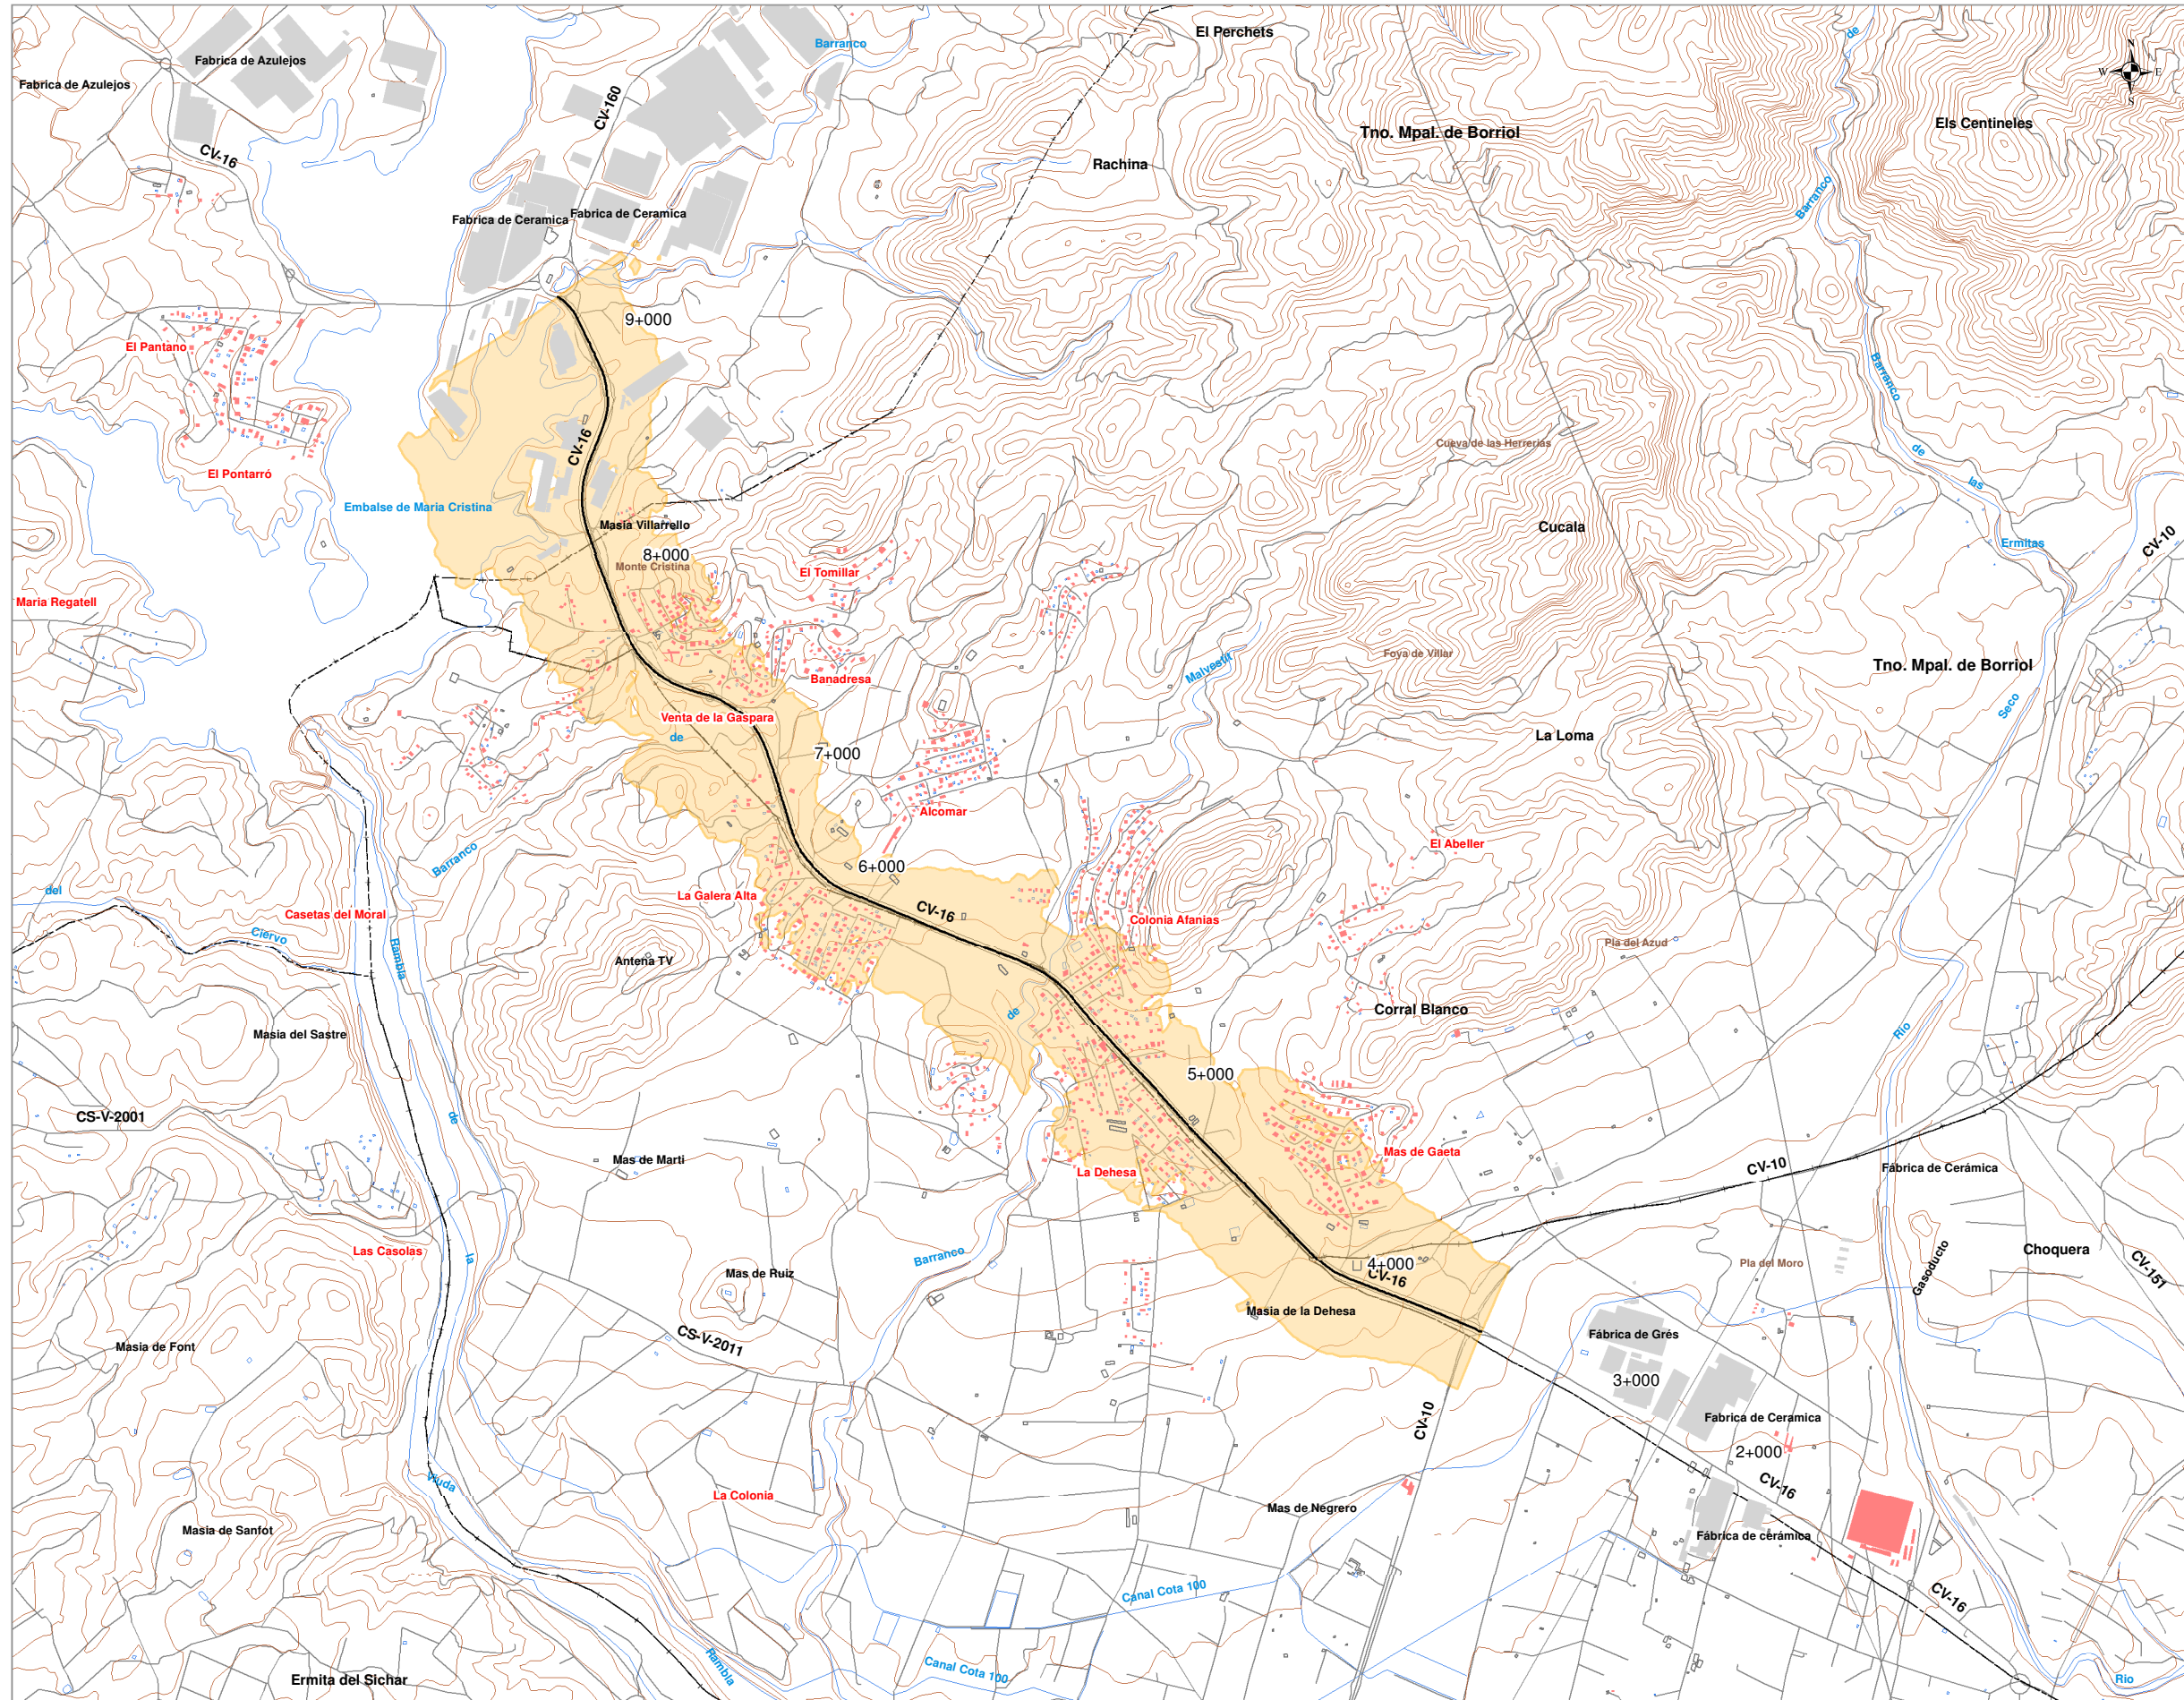 El Perchets
Barranco
de
N
W
E
S
Fabrica de Azulejos
Fabrica de Azulejos
CV-160
Els Centineles
Tno. Mpal. de Borriol
CV-16
Rachina
Barranco
Fabrica de Ceramica
Fabrica de Ceramica
9+000
El Pantano
Barranco
CV-16
Cueva de las Herrerias
de
El Pontarró
las
Embalse de Maria Cristina
Masia Villarrello
Cucala
CV-10
Ermitas
8+000
Monte Cristina
El Tomillar
Maria Regatell
Foya de Villar
Malvestit
Tno. Mpal. de Borriol
Banadresa
Seco
Venta de la Gaspara
de
La Loma
7+000
Alcomar
El Abeller
Barranco
6+000
del
La Galera Alta
CV-16
Casetas del Moral
Colonia Afanias
Ciervo
Pla del Azud
Rambla
Antena TV
Corral Blanco
de
Masia del Sastre
Rio
5+000
CS-V-2001
de
Mas de Gaeta
Mas de Marti
La Dehesa
CV-10
Fábrica de Cerámica
Las Casolas
la
Barranco
Choquera
4+000
Pla del Moro
Gasoducto
CV-151
Mas de Ruiz
CV-16
Masia de la Dehesa
Fábrica de Grés
CS-V-2011
Masia de Font
3+000
CV-10
Fabrica de Ceramica
2+000
Viuda
CV-16
La Colonia
Mas de Negrero
Masia de Sanfot
Fábrica de cerámica
Canal Cota 100
CV-16
Rambla
Canal Cota 100
Ermita del Sichar
Rio